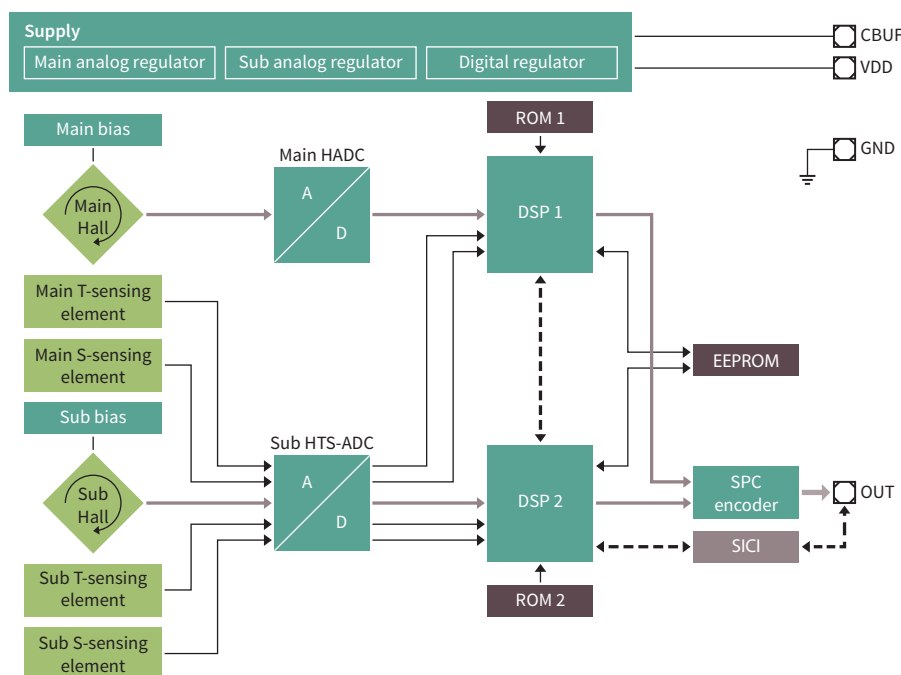 Supply
Main analog regulator
Sub analog regulator
Digital regulator
CBUF
VDD
GND
Main bias
ROM 1
Main HADC
Main
Hall
A
D
DSP 1
Main T-sensing
element
Main S-sensing
element
EEPROM
Sub bias
Sub HTS-ADC
Sub
Hall
A
D
DSP 2
SPC
encoder
OUT
SICI
Sub T-sensing
element
ROM 2
Sub S-sensing
element